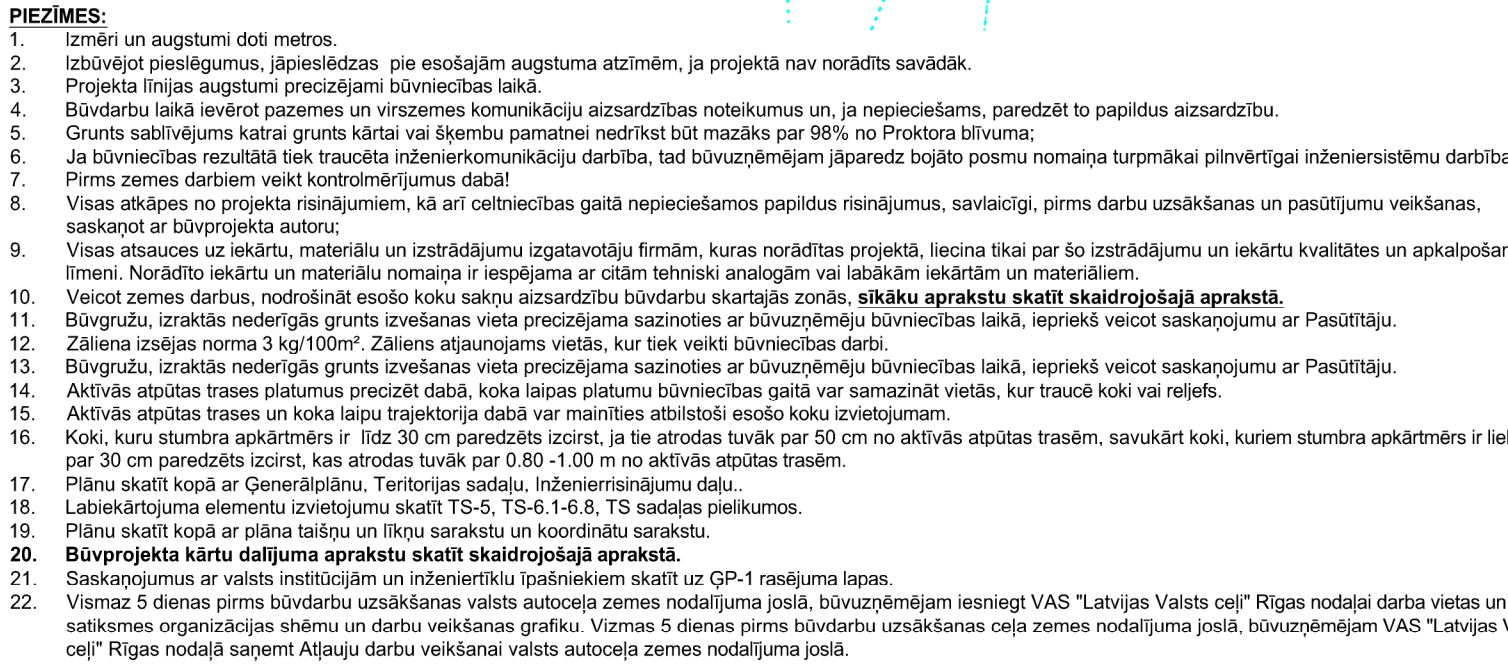 PIEZĪMES:
1. Izmēri un augstumi doti metros.
2. Izbūvējot pieslēgumus, jāpieslēdzas pie esošajām augstuma atzīmēm, ja projektā nav norādīts savādāk.
3. Projekta līnijas augstumi precizējami būvniecības laikā.
4. Būvdarbu laikā ievērot pazemes un virszemes komunikāciju aizsardzības noteikumus un, ja nepieciešams, paredzēt to papildus aizsardzību.
5. Grunts sablīvējums katrai grunts kārtai vai šķembu pamatnei nedrīkst būt mazāks par 98% no Proktora blīvuma;
6. Ja būvniecības rezultātā tiek traucēta inženierkomunikāciju darbība, tad būvuzņēmējam jāparedz bojāto posmu nomaiņa turpmākai pilnvērtīgai inženiersistēmu darbība
7. Pirms zemes darbiem veikt kontrolmērījumus dabā!
8. Visas atkāpes no projekta risinājumiem, kā arī celtniecības gaitā nepieciešamos papildus risinājumus, savlaicīgi, pirms darbu uzsākšanas un pasūtījumu veikšanas,
saskaņot ar būvprojekta autoru;
9. Visas atsauces uz iekārtu, materiālu un izstrādājumu izgatavotāju firmām, kuras norādītas projektā, liecina tikai par šo izstrādājumu un iekārtu kvalitātes un apkalpošan
līmeni. Norādīto iekārtu un materiālu nomaiņa ir iespējama ar citām tehniski analogām vai labākām iekārtām un materiāliem.
10. Veicot zemes darbus, nodrošināt esošo koku sakņu aizsardzību būvdarbu skartajās zonās, sīkāku aprakstu skatīt skaidrojošajā aprakstā.
11. Būvgružu, izraktās nederīgās grunts izvešanas vieta precizējama sazinoties ar būvuzņēmēju būvniecības laikā, iepriekš veicot saskaņojumu ar Pasūtītāju.
12. Zāliena izsējas norma 3 kg/100m². Zāliens atjaunojams vietās, kur tiek veikti būvniecības darbi.
13. Būvgružu, izraktās nederīgās grunts izvešanas vieta precizējama sazinoties ar būvuzņēmēju būvniecības laikā, iepriekš veicot saskaņojumu ar Pasūtītāju.
14. Aktīvās atpūtas trases platumus precizēt dabā, koka laipas platumu būvniecības gaitā var samazināt vietās, kur traucē koki vai reljefs.
15. Aktīvās atpūtas trases un koka laipu trajektorija dabā var mainīties atbilstoši esošo koku izvietojumam.
16. Koki, kuru stumbra apkārtmērs ir līdz 30 cm paredzēts izcirst, ja tie atrodas tuvāk par 50 cm no aktīvās atpūtas trasēm, savukārt koki, kuriem stumbra apkārtmērs ir liel
par 30 cm paredzēts izcirst, kas atrodas tuvāk par 0.80 -1.00 m no aktīvās atpūtas trasēm.
17. Plānu skatīt kopā ar Ģenerālplānu, Teritorijas sadaļu, Inženierrisinājumu daļu..
18. Labiekārtojuma elementu izvietojumu skatīt TS-5, TS-6.1-6.8, TS sadaļas pielikumos.
19. Plānu skatīt kopā ar plāna taišņu un līkņu sarakstu un koordinātu sarakstu.
20. Būvprojekta kārtu dalījuma aprakstu skatīt skaidrojošajā aprakstā.
21. Saskaņojumus ar valsts institūcijām un inženiertīklu īpašniekiem skatīt uz ĢP-1 rasējuma lapas.
22. Vismaz 5 dienas pirms būvdarbu uzsākšanas valsts autoceļa zemes nodalījuma joslā, būvuzņēmējam iesniegt VAS "Latvijas Valsts ceļi" Rīgas nodaļai darba vietas un
satiksmes organizācijas shēmu un darbu veikšanas grafiku. Vizmas 5 dienas pirms būvdarbu uzsākšanas ceļa zemes nodalījuma joslā, būvuzņēmējam VAS "Latvijas V
ceļi" Rīgas nodaļā saņemt Atļauju darbu veikšanai valsts autoceļa zemes nodalījuma joslā.